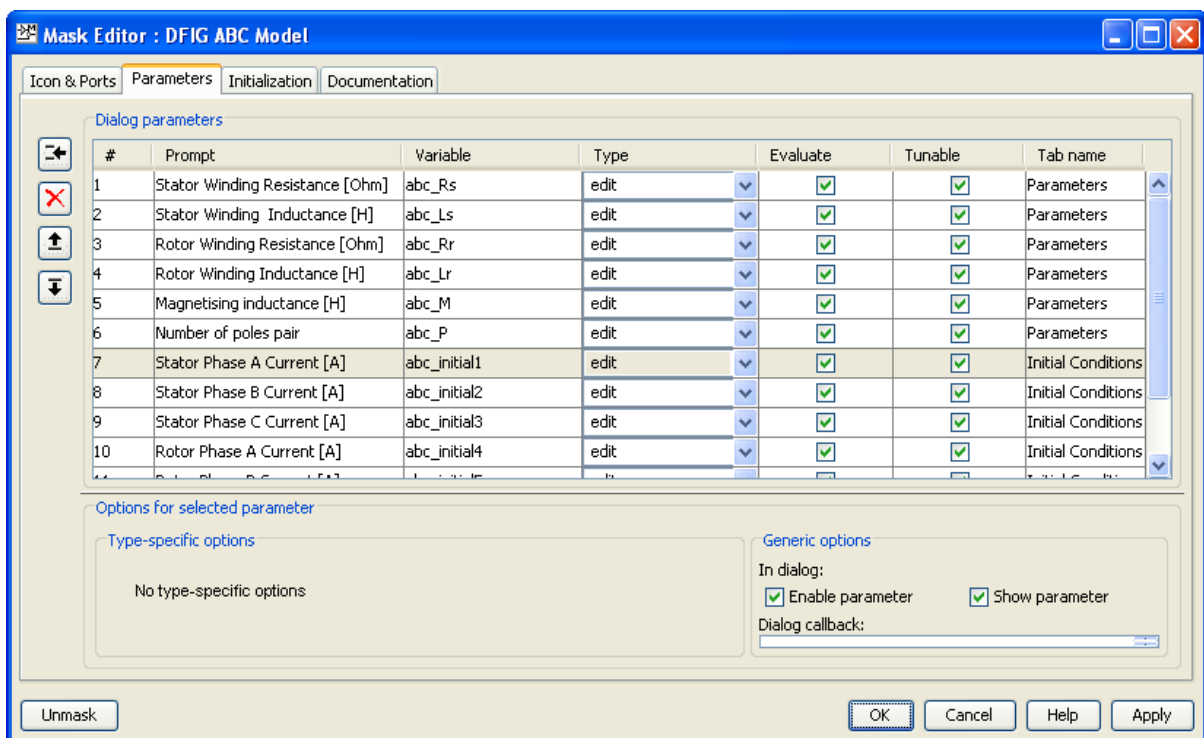 Mask Editor : DFIG ABC Model
Icon & Ports Parameters Initialization Documentation
Dialog parameters
# Prompt Variable Type Evaluate Tunable Tab name
1 Stator Winding Resistance [Ohm] abc_Rs edit Parameters
2 Stator Winding  Inductance [H] abc_Ls edit Parameters
3 Rotor Winding Resistance [Ohm] abc_Rr edit Parameters
4 Rotor Winding Inductance [H] abc_Lr edit Parameters
5 Magnetising inductance [H] abc_M edit Parameters
6 Number of poles pair abc_P edit Parameters
7 Stator Phase A Current [A] abc_initial1 edit Initial Conditions
8 Stator Phase B Current [A] abc_initial2 edit Initial Conditions
9 Stator Phase C Current [A] abc_initial3 edit Initial Conditions
10 Rotor Phase A Current [A] abc_initial4 edit Initial Conditions
Options for selected parameter
Type-specific options Generic options
In dialog:
No type-specific options Enable parameter Show parameter
Dialog callback:
Unmask OK Cancel Help Apply